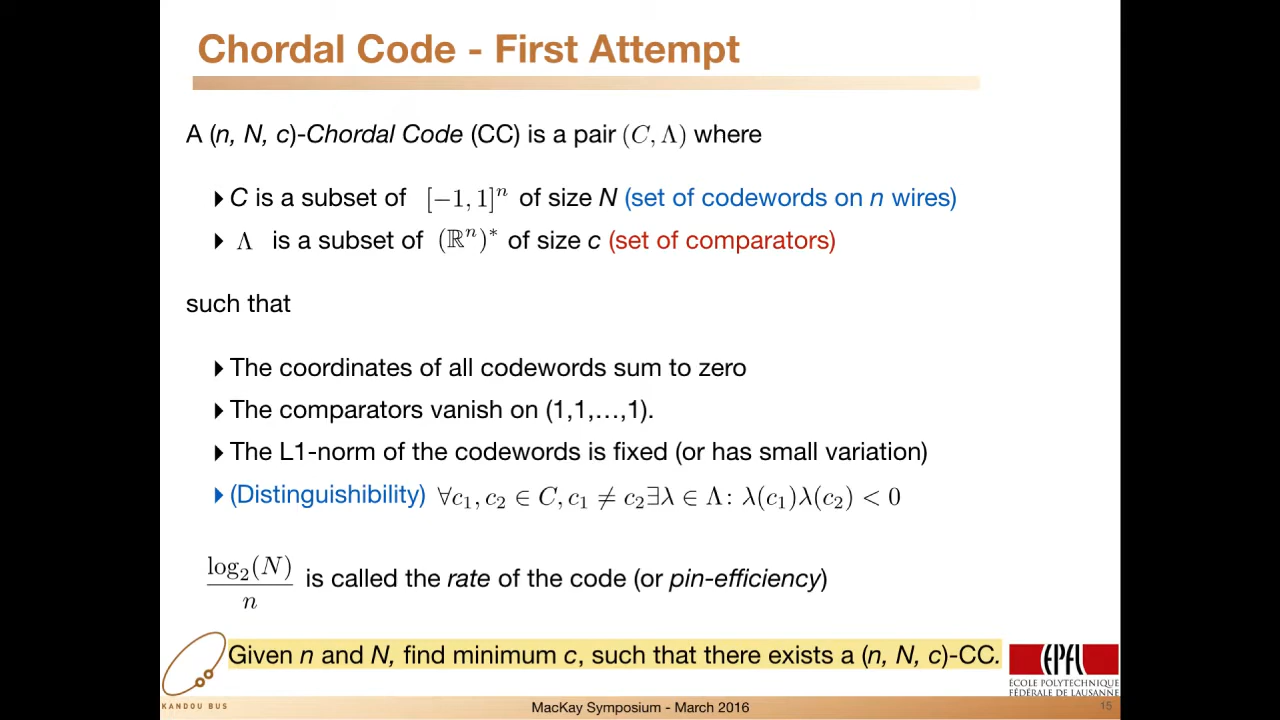 Chordal Code - First Attempt
A (n, N, c)-Chordal Code (CC) is a pair (C, Λ) where
▸ C is a subset of [−1, 1]ⁿ of size N (set of codewords on n wires)
▸ Λ is a subset of (ℝⁿ)* of size c (set of comparators)
such that
▸ The coordinates of all codewords sum to zero
▸ The comparators vanish on (1,1,…,1).
▸ The L1-norm of the codewords is fixed (or has small variation)
▸ (Distinguishibility) ∀c₁, c₂ ∈ C, c₁ ≠ c₂∃λ ∈ Λ: λ(c₁)λ(c₂) < 0
log₂(N)/n is called the rate of the code (or pin-efficiency)
Given n and N, find minimum c, such that there exists a (n, N, c)-CC.
KANDOU BUS
EPFL
ÉCOLE POLYTECHNIQUE
FÉDÉRALE DE LAUSANNE
MacKay Symposium - March 2016
15